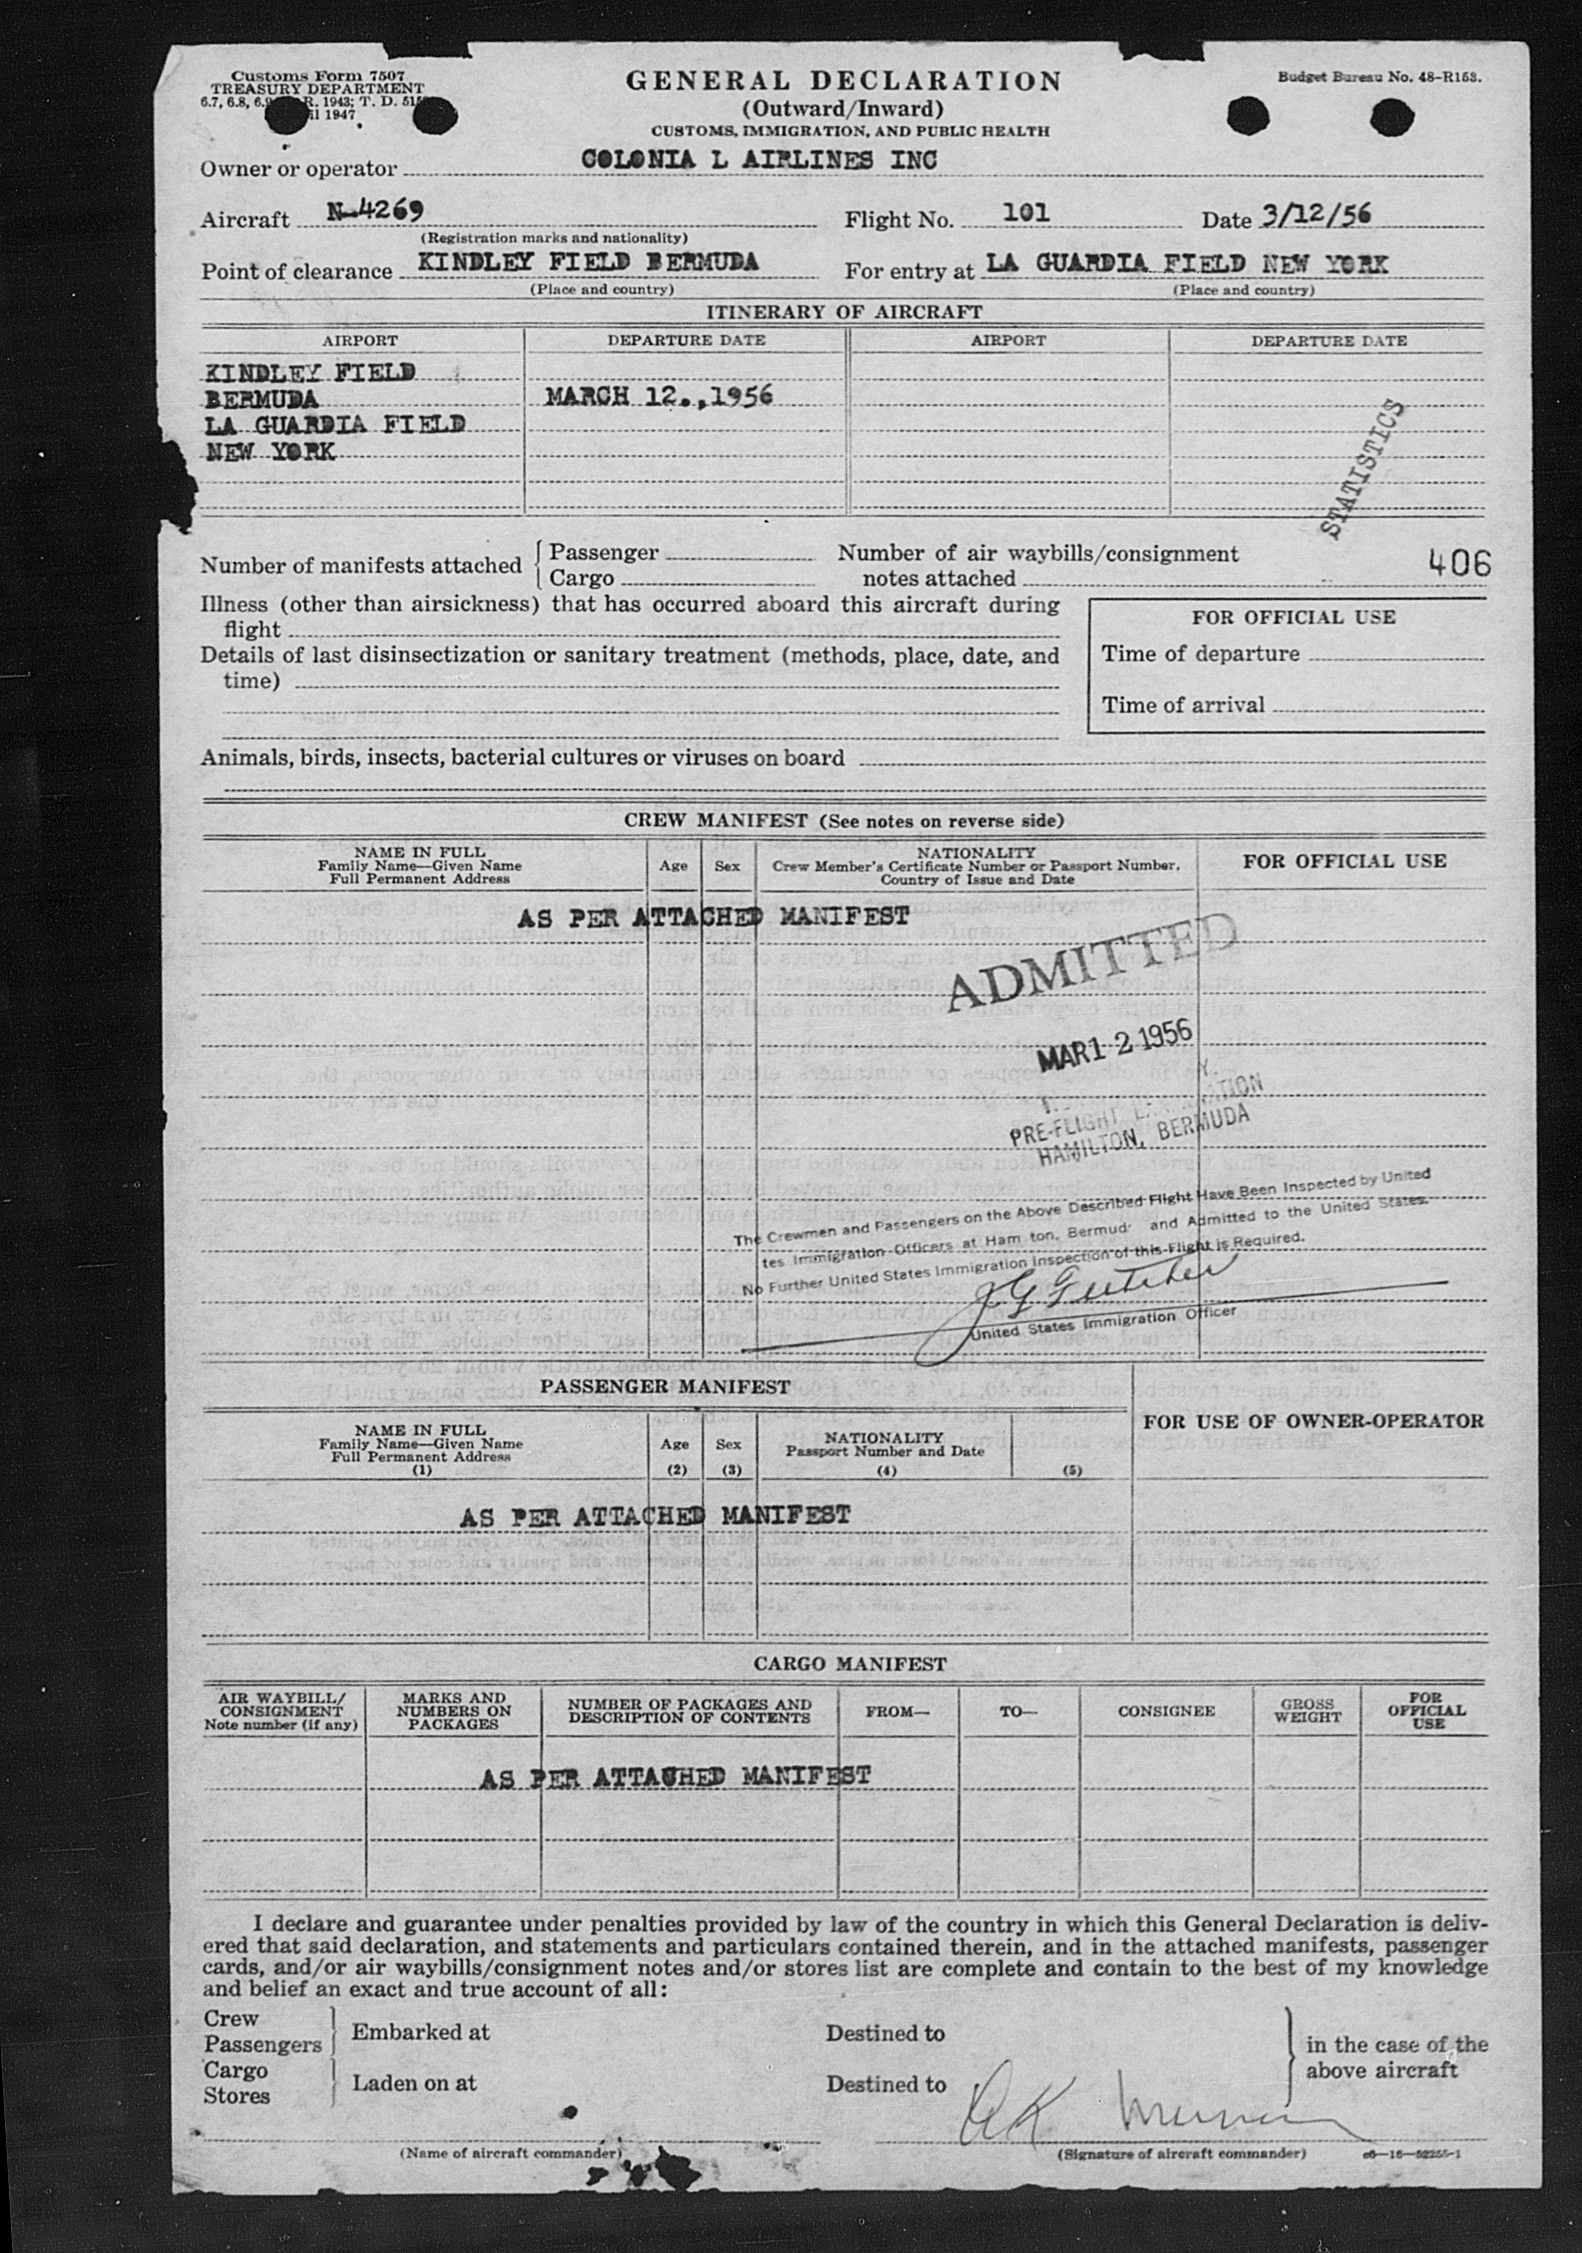 Customs Form 7507
TREASURY DEPARTMENT
6.7, 6.8, 6.9 R. 1943; T. D. 515
1947
GENERAL DECLARATION
(Outward/Inward)
CUSTOMS, IMMIGRATION, AND PUBLIC HEALTH
Budget Bureau No. 48-R153.
Owner or operator COLONIA L AIRLINES INC
Aircraft N-4269 Flight No. 101 Date 3/12/56
(Registration marks and nationality)
Point of clearance KINDLEY FIELD BERMUDA For entry at LA GUARDIA FIELD NEW YORK
(Place and country) (Place and country)
ITINERARY OF AIRCRAFT
AIRPORT DEPARTURE DATE AIRPORT DEPARTURE DATE
KINDLEY FIELD
BERMUDA MARCH 12.,1956
LA GUARDIA FIELD
NEW YORK
STATISTICS
Number of manifests attached { Passenger
Cargo
Number of air waybills/consignment
notes attached
406
Illness (other than airsickness) that has occurred aboard this aircraft during
flight
Details of last disinsectization or sanitary treatment (methods, place, date, and
time)
FOR OFFICIAL USE
Time of departure
Time of arrival
Animals, birds, insects, bacterial cultures or viruses on board
CREW MANIFEST (See notes on reverse side)
NAME IN FULL
Family Name—Given Name
Full Permanent Address
Age
Sex
NATIONALITY
Crew Member's Certificate Number or Passport Number,
Country of Issue and Date
FOR OFFICIAL USE
AS PER ATTACHED MANIFEST
ADMITTED
MAR 12 1956
PRE-FLIGHT
HAMILTON, BERMUDA
The Crewmen and Passengers on the Above Described Flight Have Been Inspected by United
tes Immigration Officers at Ham ton, Bermud and Admitted to the United States.
No Further United States Immigration Inspection of this Flight is Required.
United States Immigration Officer
PASSENGER MANIFEST
NAME IN FULL
Family Name—Given Name
Full Permanent Address
(1)
Age
(2)
Sex
(3)
NATIONALITY
Passport Number and Date
(4)
(5)
FOR USE OF OWNER-OPERATOR
AS PER ATTACHED MANIFEST
CARGO MANIFEST
AIR WAYBILL/
CONSIGNMENT
Note number (if any)
MARKS AND
NUMBERS ON
PACKAGES
NUMBER OF PACKAGES AND
DESCRIPTION OF CONTENTS
FROM—
TO—
CONSIGNEE
GROSS
WEIGHT
FOR
OFFICIAL
USE
AS PER ATTACHED MANIFEST
I declare and guarantee under penalties provided by law of the country in which this General Declaration is deliv-
ered that said declaration, and statements and particulars contained therein, and in the attached manifests, passenger
cards, and/or air waybills/consignment notes and/or stores list are complete and contain to the best of my knowledge
and belief an exact and true account of all:
Crew
Passengers } Embarked at Destined to
Cargo
Stores } Laden on at Destined to
in the case of the
above aircraft
(Name of aircraft commander) (Signature of aircraft commander) c6—16—52255-1